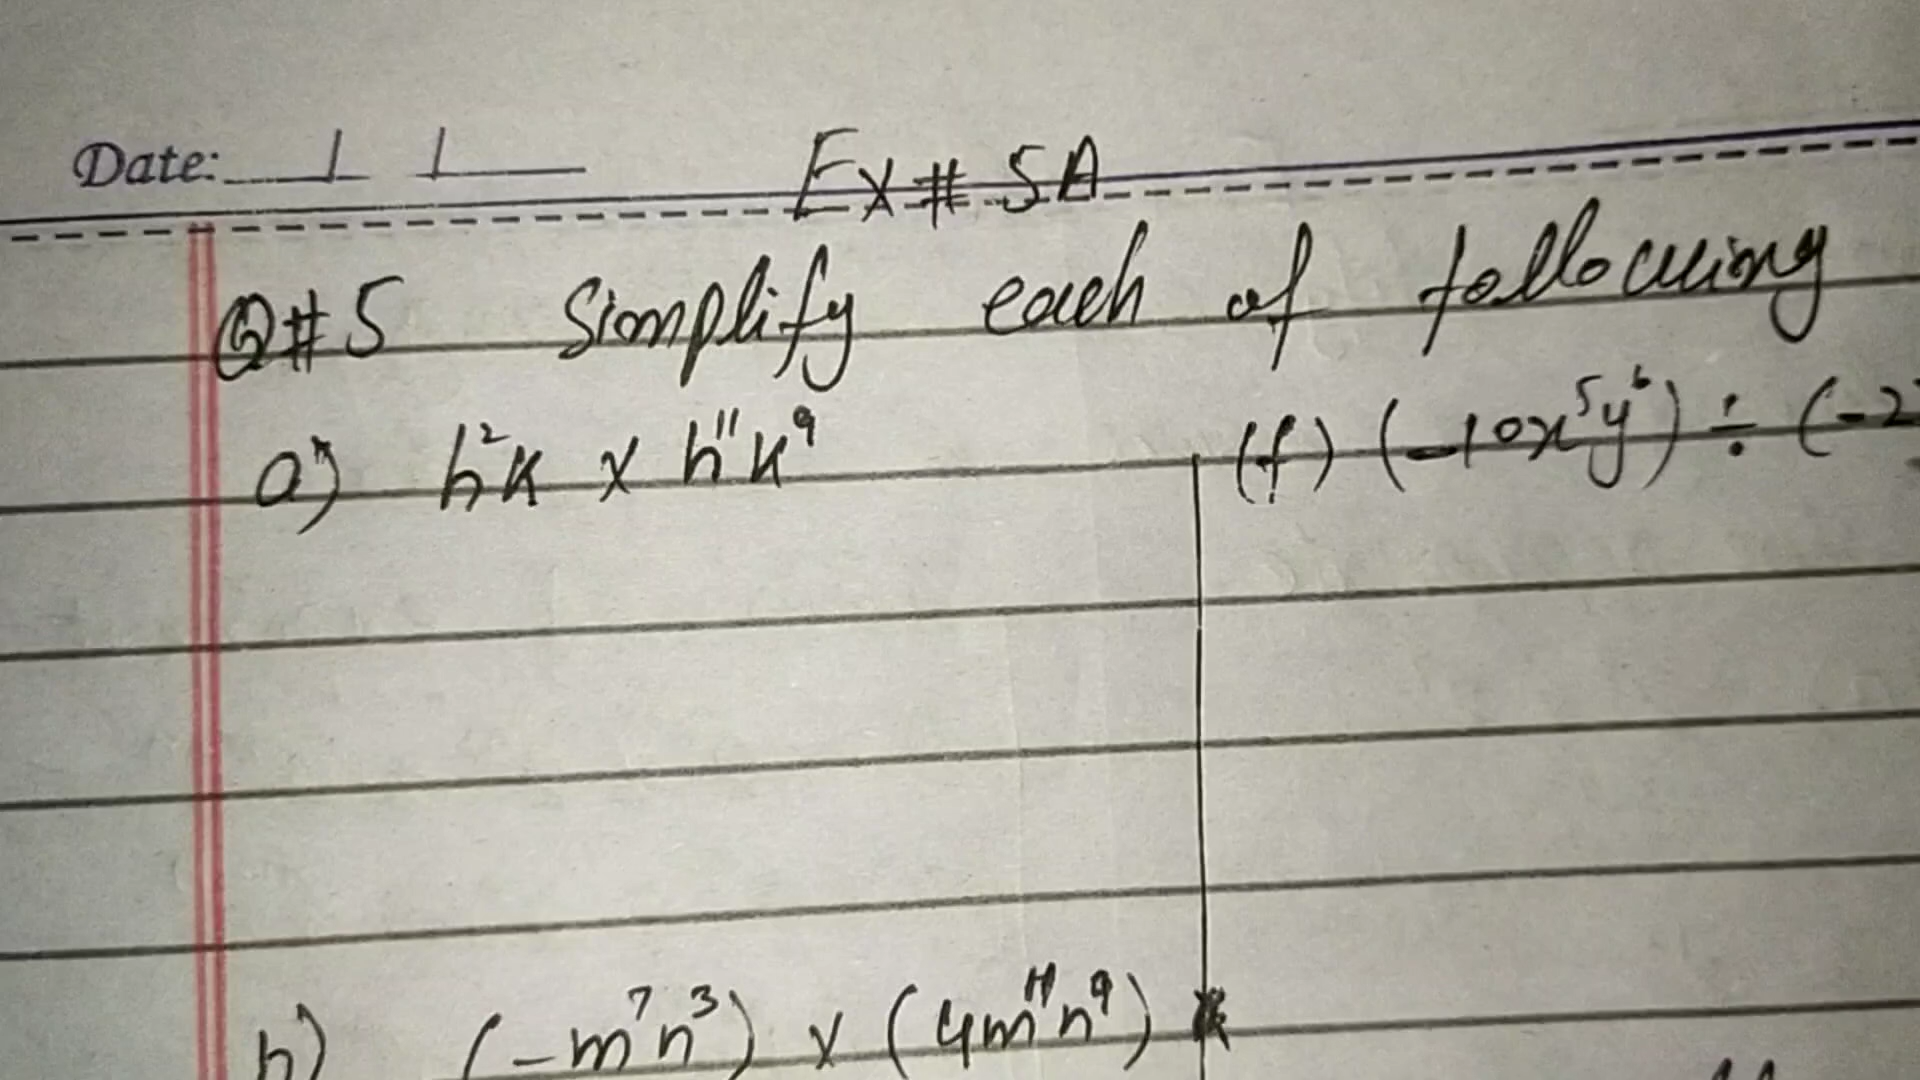 Date: / /
Ex # 5A
Q#5 Simplify each of following
a) h²k x h¹¹k⁹
(f) (-10x⁵y⁶) ÷ (-2
b) (-m⁷n³) x (4m¹¹n⁹)